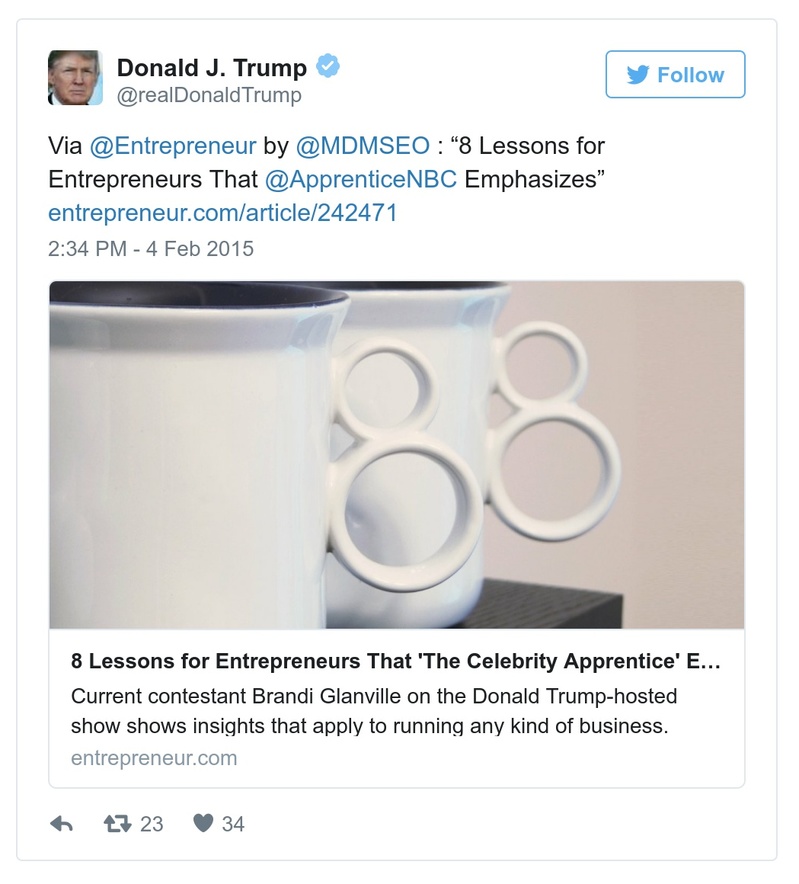 Donald J. Trump
@realDonaldTrump
Follow
Via @Entrepreneur by @MDMSEO : “8 Lessons for
Entrepreneurs That @ApprenticeNBC Emphasizes”
entrepreneur.com/article/242471
2:34 PM - 4 Feb 2015
8 Lessons for Entrepreneurs That 'The Celebrity Apprentice' E…
Current contestant Brandi Glanville on the Donald Trump-hosted
show shows insights that apply to running any kind of business.
entrepreneur.com
23
34